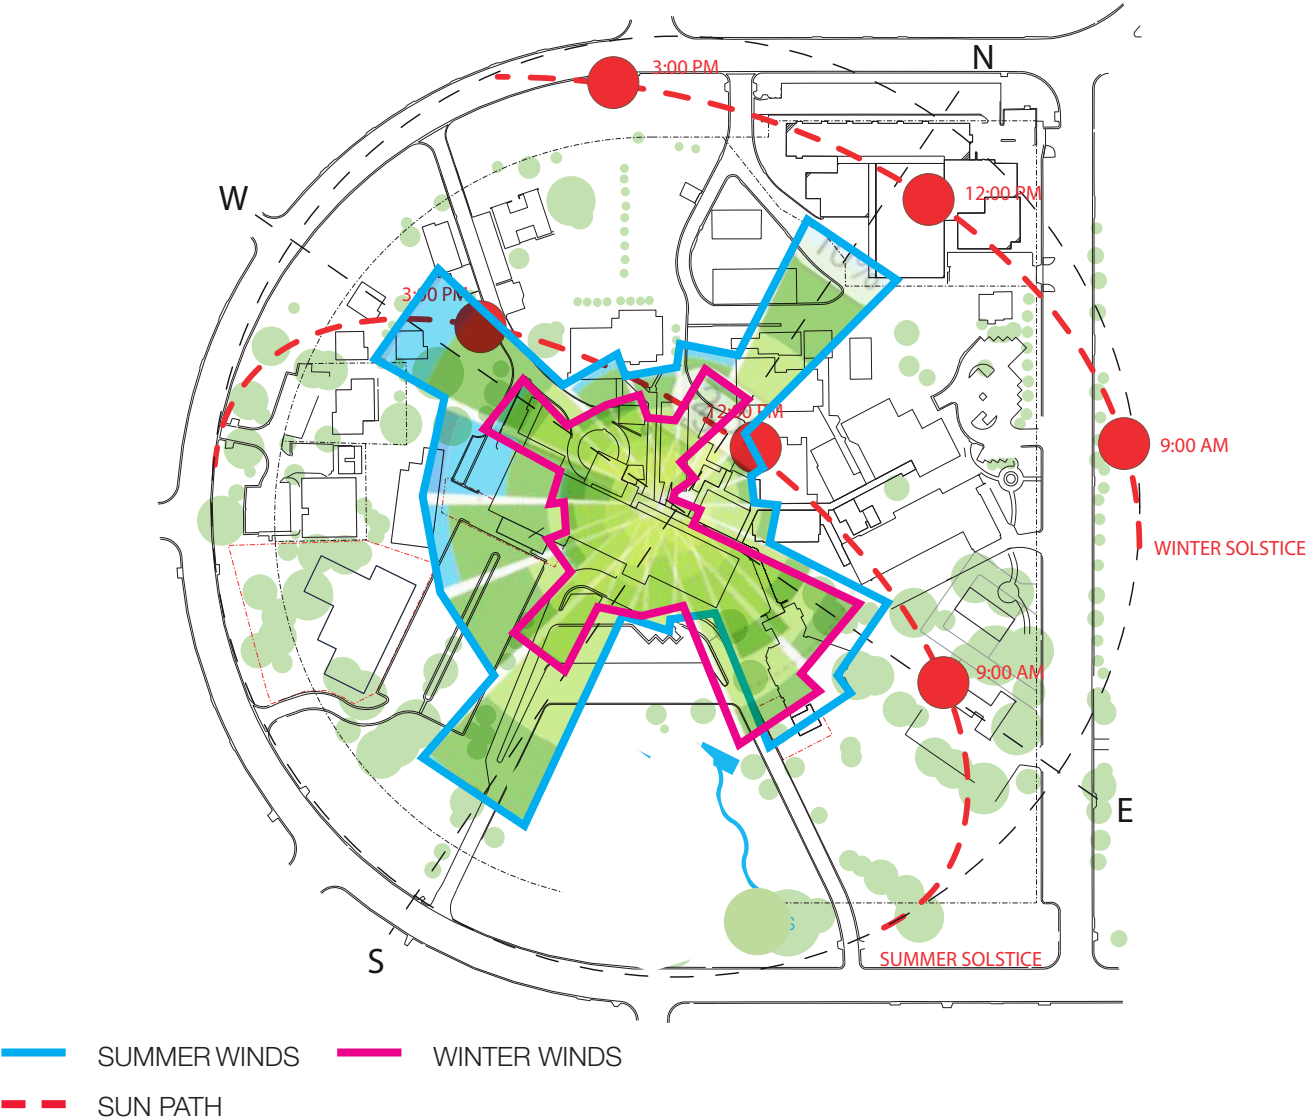 N
3:00 PM
W
12:00 PM
10%
3:00 PM
12:00 PM
9:00 AM
WINTER SOLSTICE
9:00 AM
E
S
SUMMER SOLSTICE
SUMMER WINDS
WINTER WINDS
SUN PATH